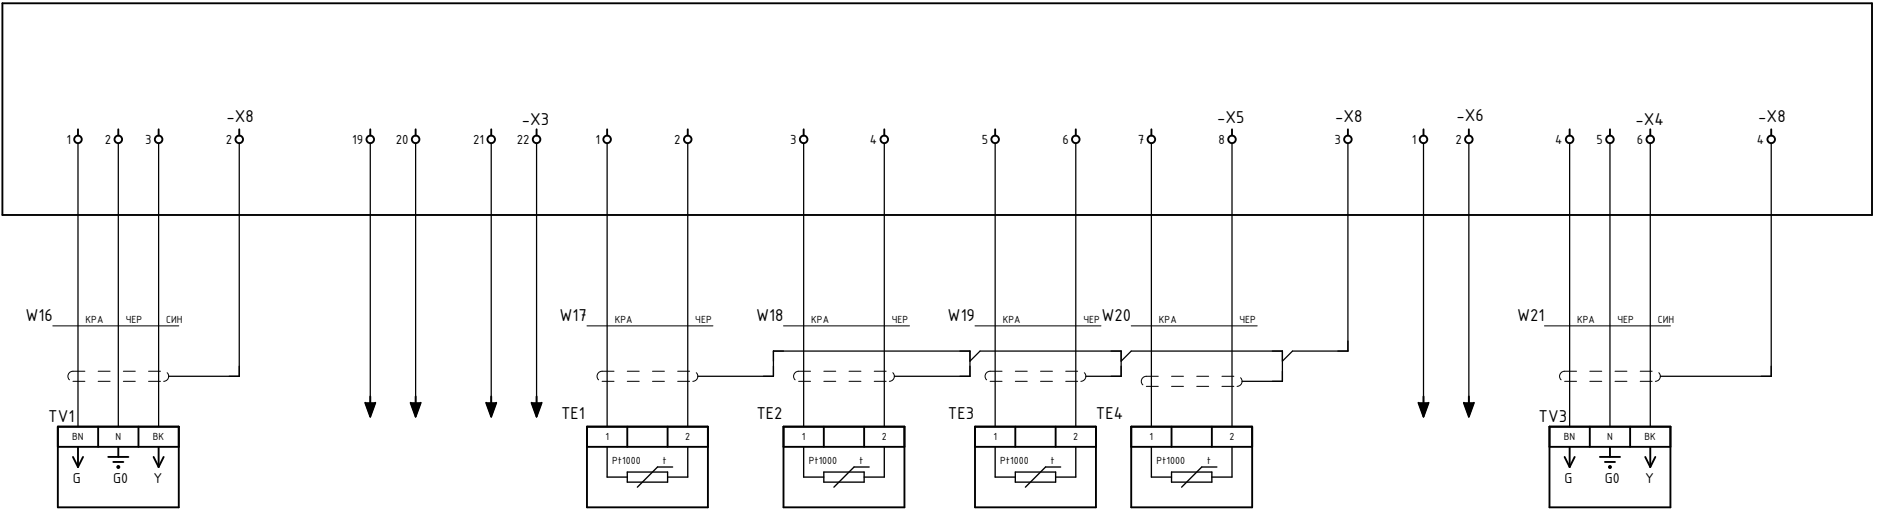 -X8 -X3 -X5 -X8 -X6 -X4 -X8
1 2 3 2 19 20 21 22 1 2 3 4 5 6 7 8 3 1 2 4 5 6 4
W16 КРА ЧЕР СИН W17 КРА ЧЕР W18 КРА ЧЕР W19 КРА ЧЕР W20 КРА ЧЕР W21 КРА ЧЕР СИН
TV1 TE1 TE2 TE3 TE4 TV3
BN N BK 1 2 1 2 1 2 1 2 BN N BK
Pt1000 t Pt1000 t Pt1000 t Pt1000 t
G G0 Y G G0 Y